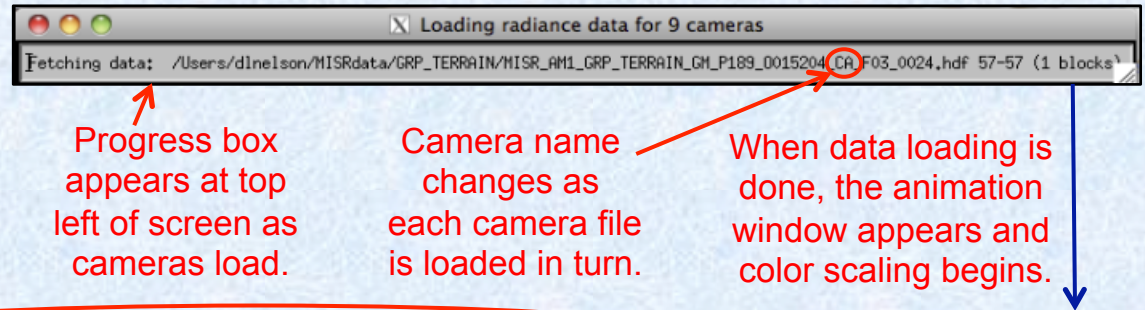 X Loading radiance data for 9 cameras
Fetching data: /Users/dlnelson/MISRdata/GRP_TERRAIN/MISR_AM1_GRP_TERRAIN_GM_P189_O015204_CA_F03_0024.hdf 57-57 (1 blocks)
Progress box
appears at top
left of screen as
cameras load.
Camera name
changes as
each camera file
is loaded in turn.
When data loading is
done, the animation
window appears and
color scaling begins.